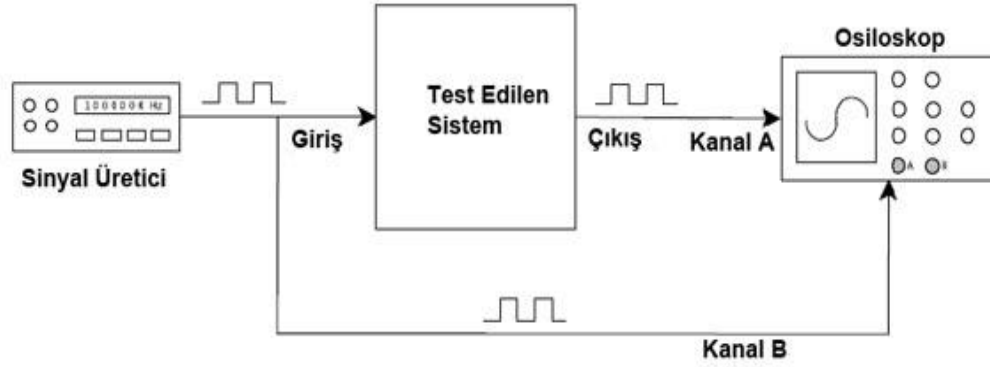 Osiloskop
Test Edilen
Sistem
Giriş
Çıkış
Kanal A
A
B
Sinyal Üretici
Kanal B